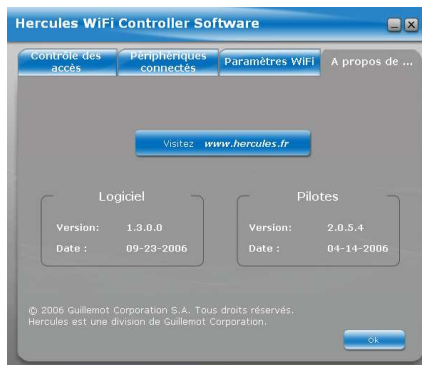 Hercules WiFi Controller Software
Contrôle des accès
Périphériques connectés
Paramètres WiFi
A propos de ...
Visitez www.hercules.fr
Logiciel
Version: 1.3.0.0
Date : 09-23-2006
Pilotes
Version: 2.0.5.4
Date : 04-14-2006
© 2006 Guillemot Corporation S.A. Tous droits réservés.
Hercules est une division de Guillemot Corporation.
Ok